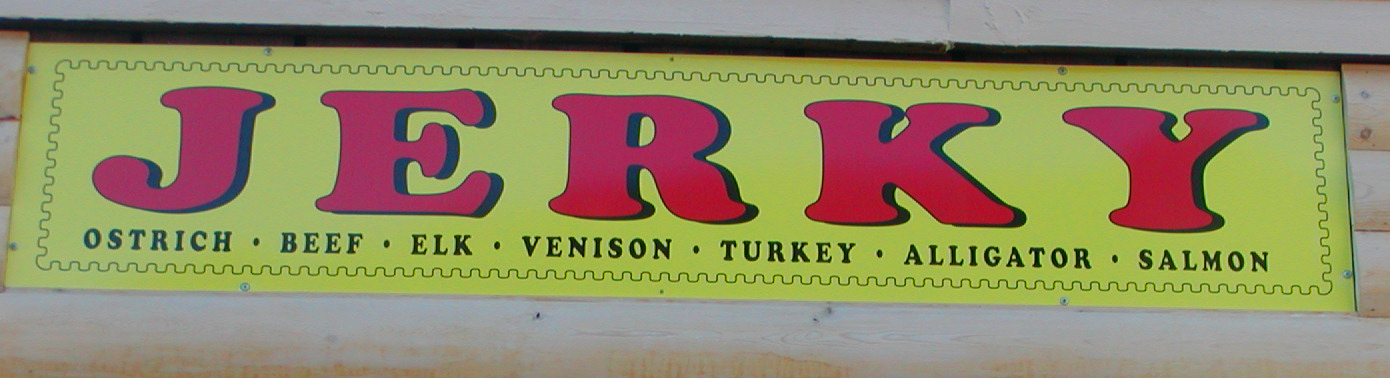 JERKY
OSTRICH • BEEF • ELK • VENISON • TURKEY • ALLIGATOR • SALMON